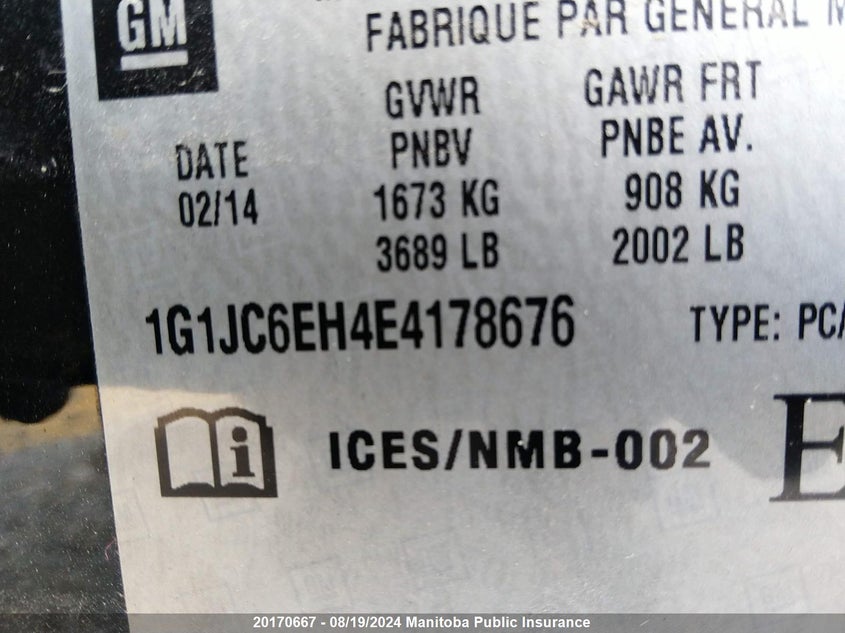 GM
FABRIQUE PAR GENERAL
GVWR GAWR FRT
DATE PNBV PNBE AV.
02/14 1673 KG 908 KG
3689 LB 2002 LB
1G1JC6EH4E4178676 TYPE: PC
ICES/NMB-002 E
20170667 - 08/19/2024 Manitoba Public Insurance